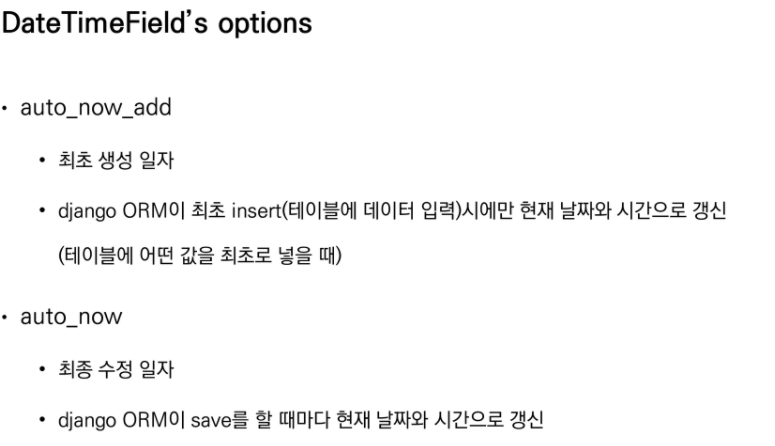 DateTimeField's options
• auto_now_add
• 최초 생성 일자
• django ORM이 최초 insert(테이블에 데이터 입력)시에만 현재 날짜와 시간으로 갱신
(테이블에 어떤 값을 최초로 넣을 때)
• auto_now
• 최종 수정 일자
• django ORM이 save를 할 때마다 현재 날짜와 시간으로 갱신